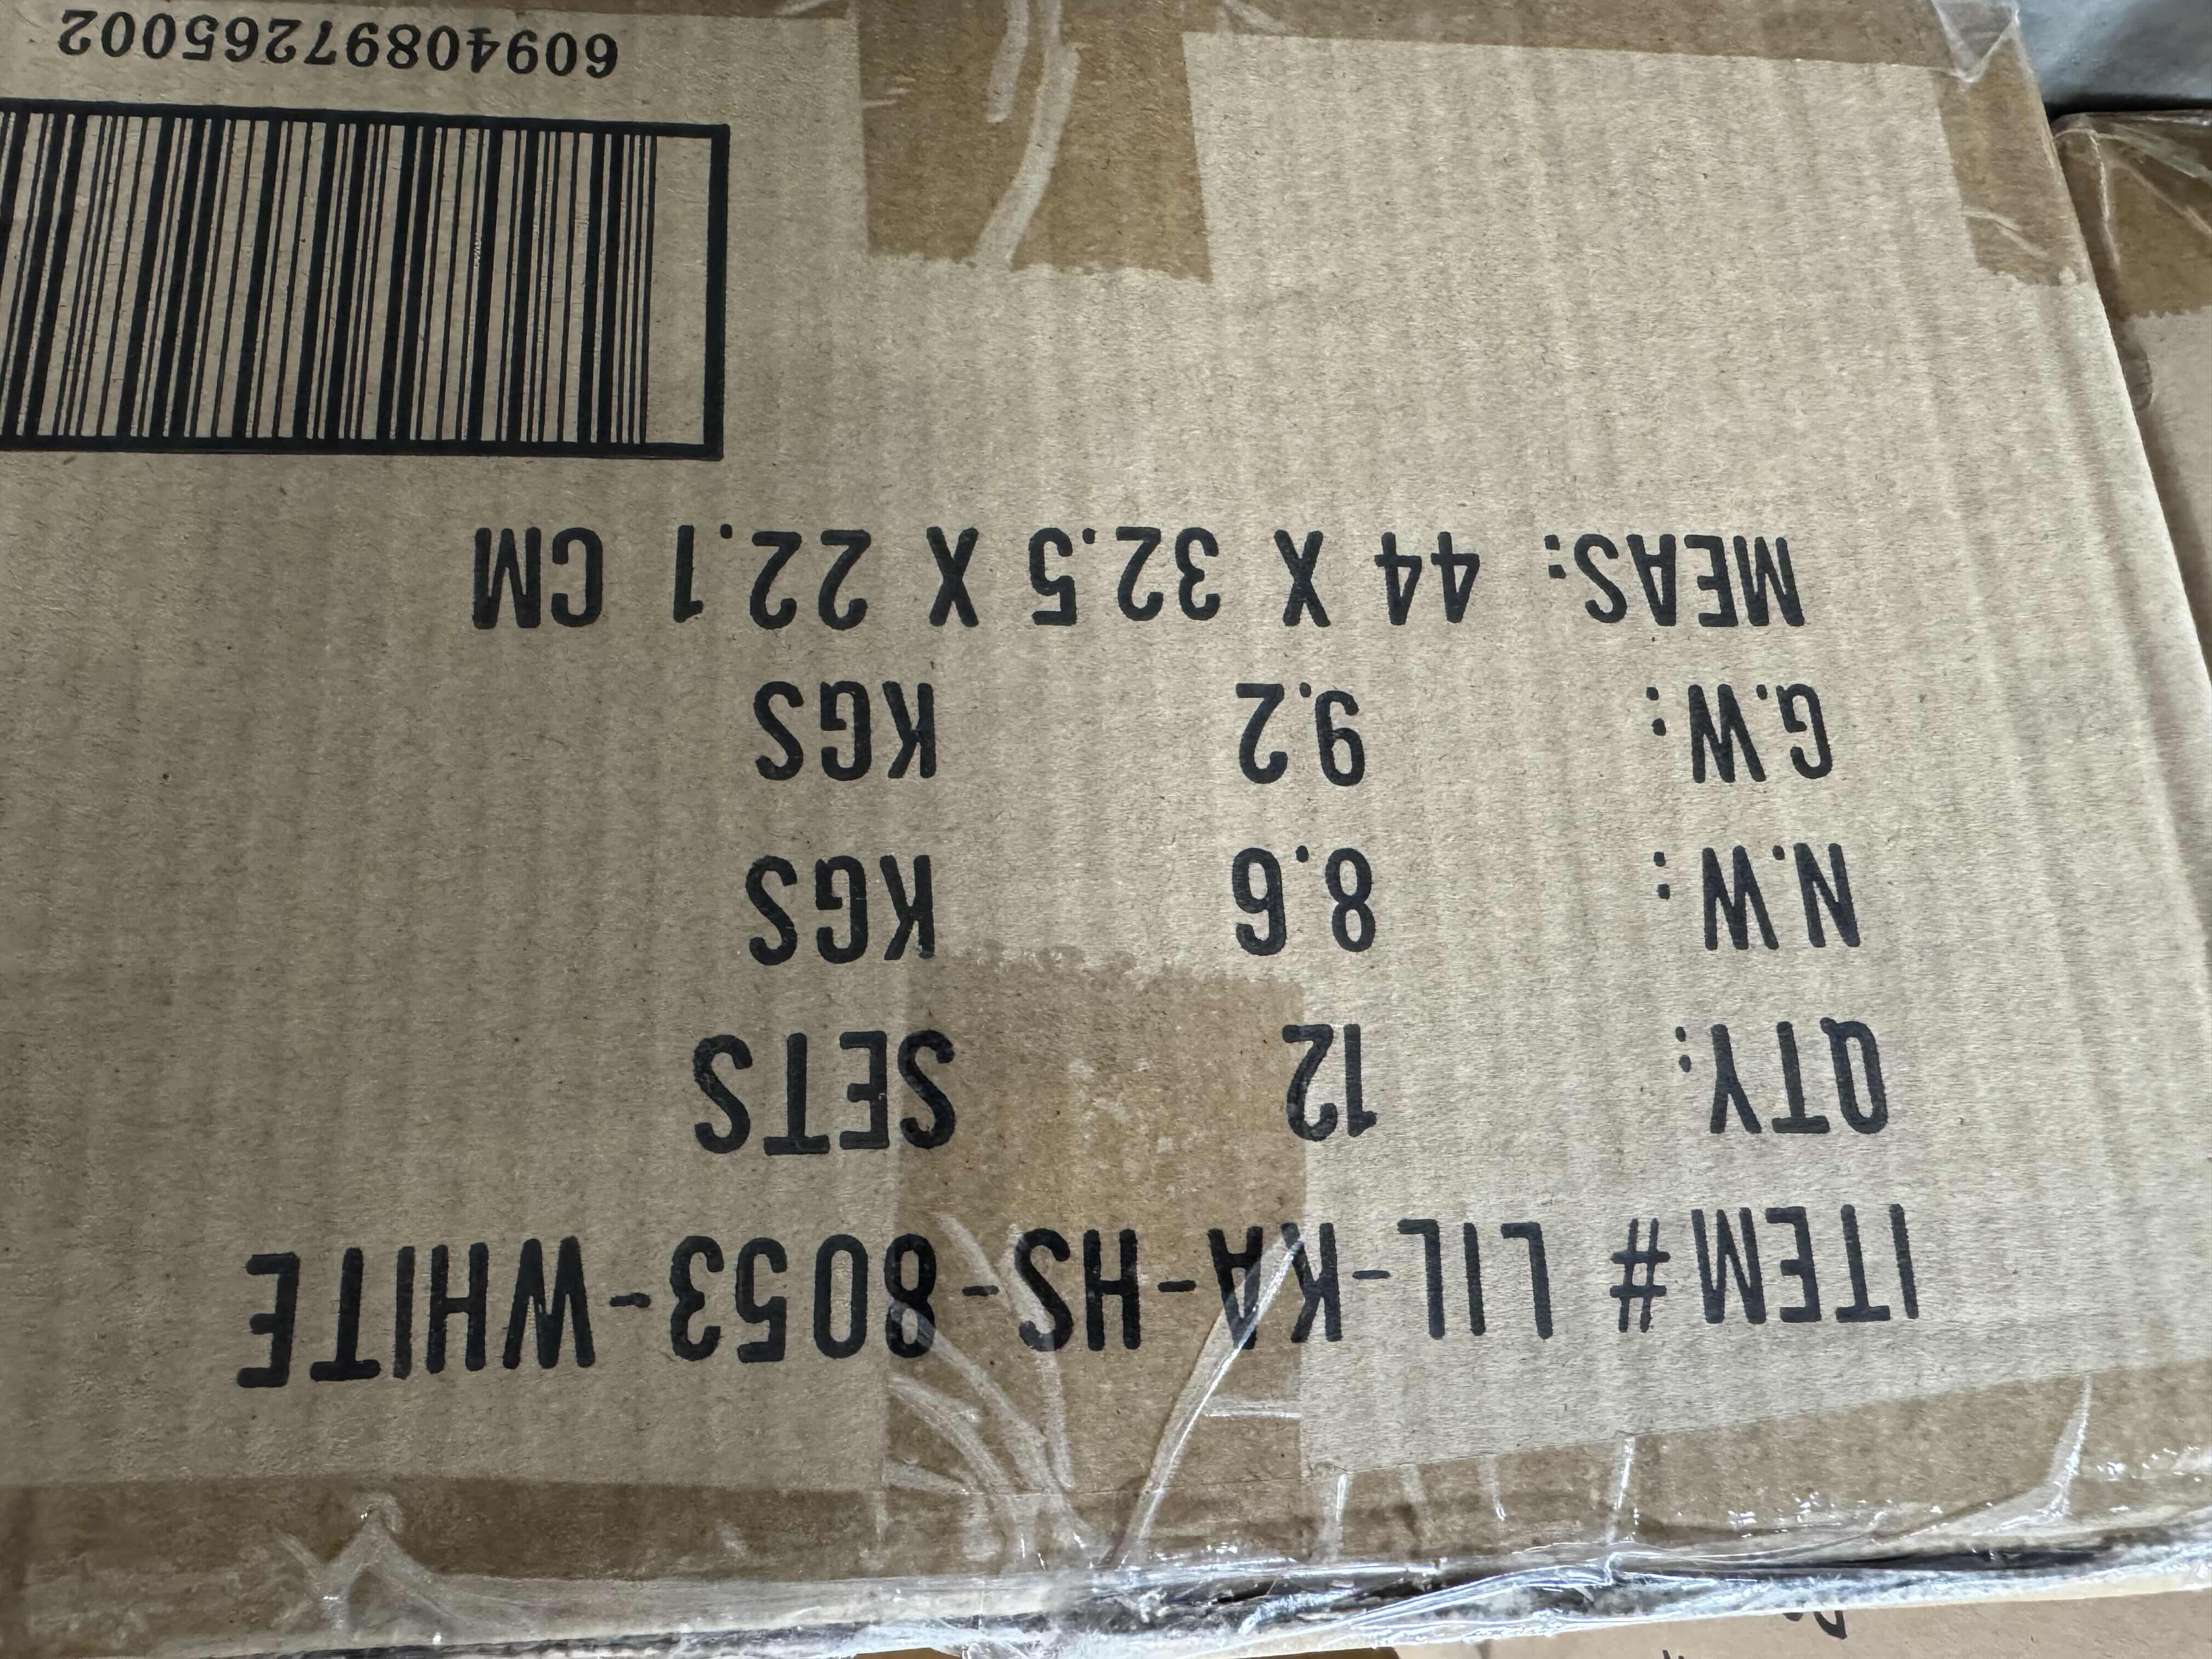 ITEM # LIL-KA-HS-8053-WHITE
QTY: 12 SETS
N.W: 8.6 KGS
G.W: 9.2 KGS
MEAS: 44 X 32.5 X 22.1 CM
60940897265002